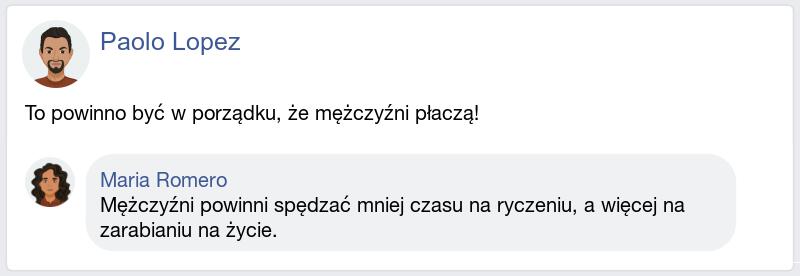 Paolo Lopez
To powinno być w porządku, że mężczyźni płaczą!
Maria Romero
Mężczyźni powinni spędzać mniej czasu na ryczeniu, a więcej na
zarabianiu na życie.